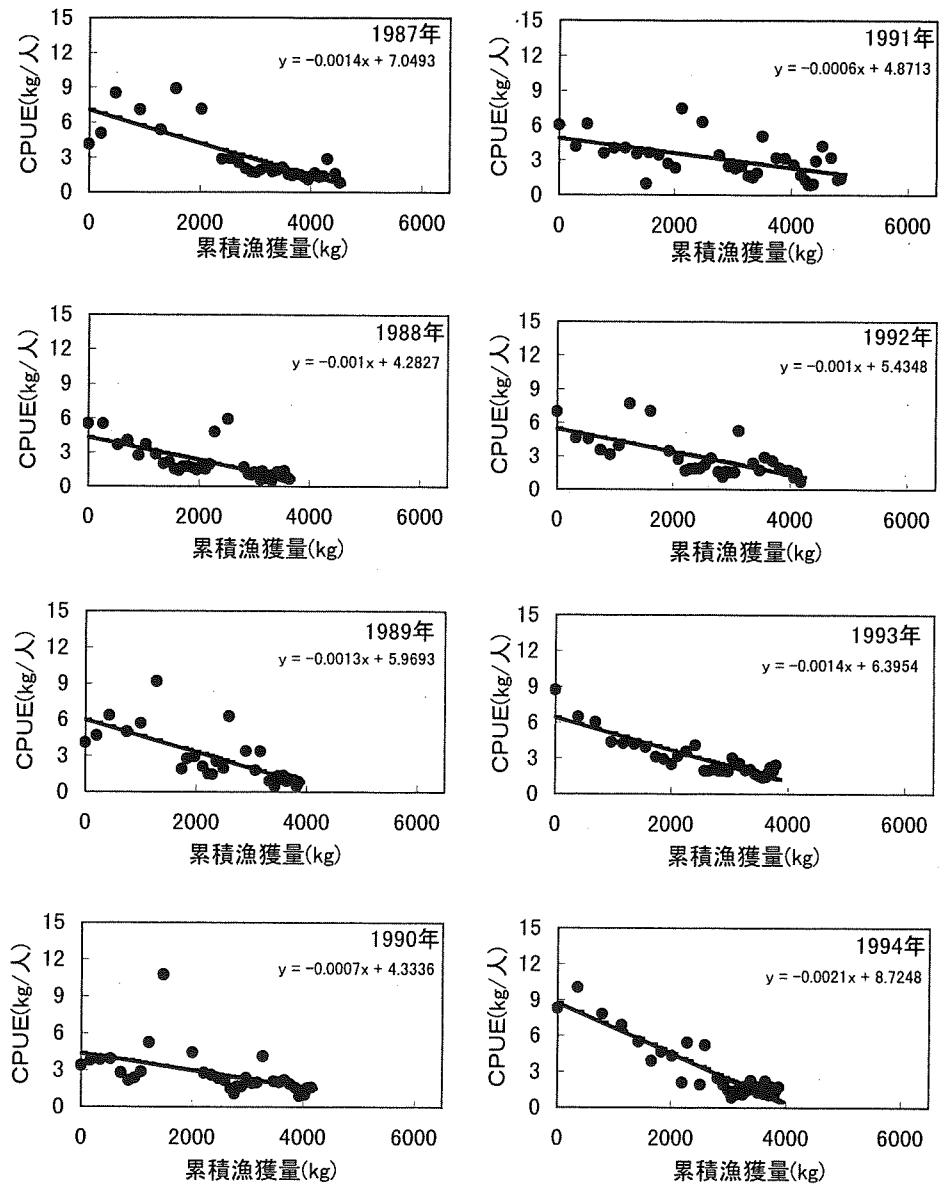 15
12
9
6
3
0
CPUE(kg/人)
1987年
y = -0.0014x + 7.0493
0 2000 4000 6000
累積漁獲量(kg)
15
12
9
6
3
0
CPUE(kg/人)
1991年
y = -0.0006x + 4.8713
0 2000 4000 6000
累積漁獲量(kg)
15
12
9
6
3
0
CPUE(kg/人)
1988年
y = -0.001x + 4.2827
0 2000 4000 6000
累積漁獲量(kg)
15
12
9
6
3
0
CPUE(kg/人)
1992年
y = -0.001x + 5.4348
0 2000 4000 6000
累積漁獲量(kg)
15
12
9
6
3
0
CPUE(kg/人)
1989年
y = -0.0013x + 5.9693
0 2000 4000 6000
累積漁獲量(kg)
15
12
9
6
3
0
CPUE(kg/人)
1993年
y = -0.0014x + 6.3954
0 2000 4000 6000
累積漁獲量(kg)
15
12
9
6
3
0
CPUE(kg/人)
1990年
y = -0.0007x + 4.3336
0 2000 4000 6000
累積漁獲量(kg)
15
12
9
6
3
0
CPUE(kg/人)
1994年
y = -0.0021x + 8.7248
0 2000 4000 6000
累積漁獲量(kg)